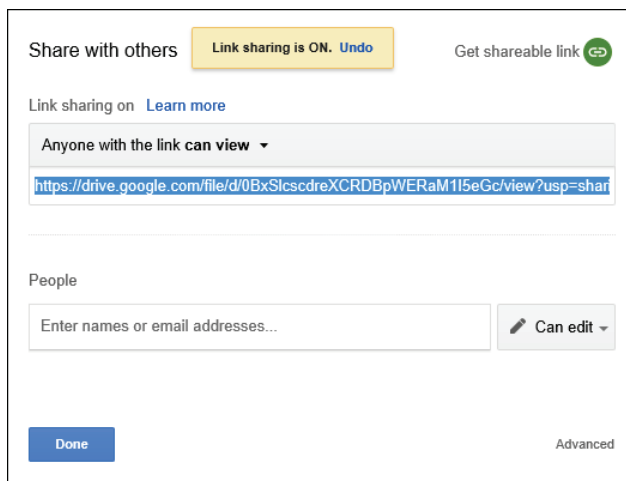 Share with others
Link sharing is ON. Undo
Get shareable link
Link sharing on Learn more
Anyone with the link can view
https://drive.google.com/file/d/0BxSlcscdreXCRDBpWERaM1I5eGc/view?usp=shari
People
Enter names or email addresses...
Can edit
Done
Advanced